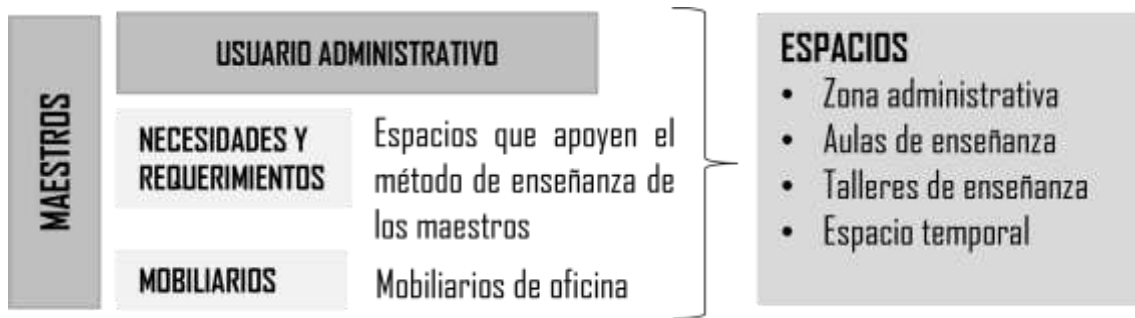 MAESTROS
USUARIO ADMINISTRATIVO
NECESIDADES Y
REQUERIMIENTOS
Espacios que apoyen el
método de enseñanza de
los maestros
MOBILIARIOS
Mobiliarios de oficina
ESPACIOS
• Zona administrativa
• Aulas de enseñanza
• Talleres de enseñanza
• Espacio temporal